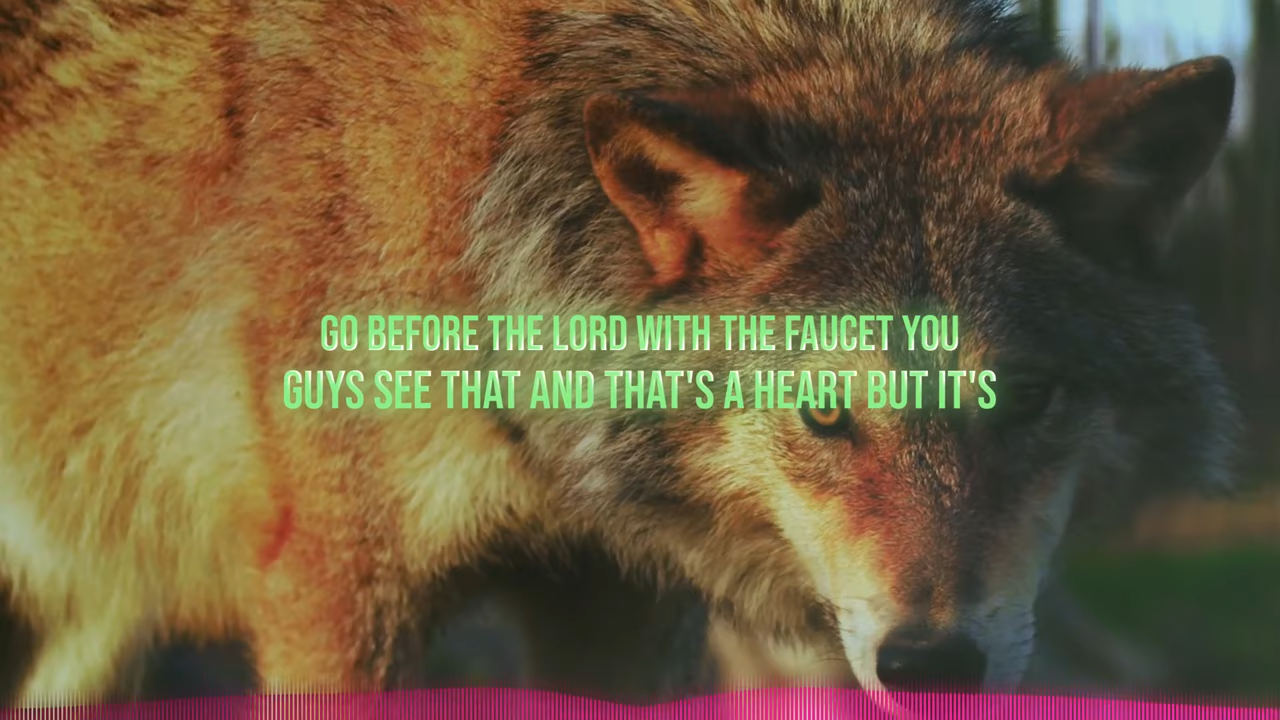 GO BEFORE THE LORD WITH THE FAUCET YOU
GUYS SEE THAT AND THAT'S A HEART BUT IT'S